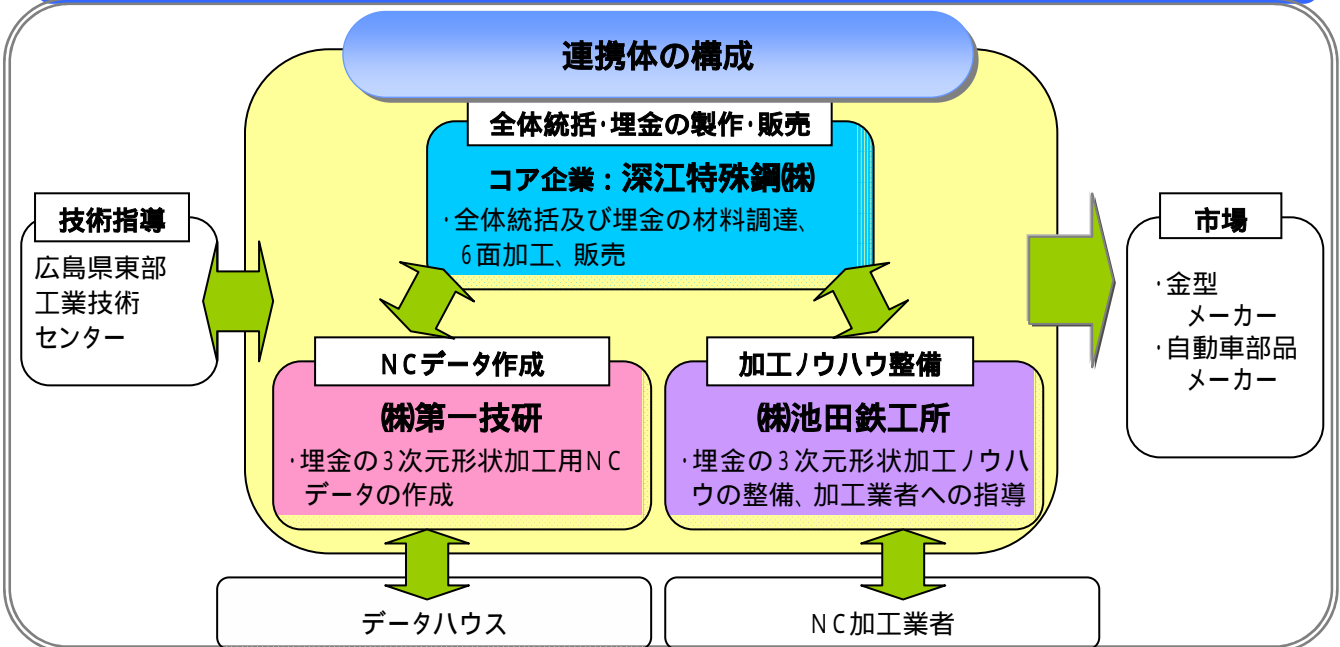 連携体の構成
全体統括・埋金の製作・販売
コア企業：深江特殊鋼㈱
・全体統括及び埋金の材料調達、
6面加工、販売
技術指導
広島県東部
工業技術
センター
市場
・金型
メーカー
・自動車部品
メーカー
NCデータ作成
㈱第一技研
・埋金の3次元形状加工用NC
データの作成
加工ノウハウ整備
㈱池田鉄工所
・埋金の3次元形状加工ノウハ
ウの整備、加工業者への指導
データハウス
NC加工業者